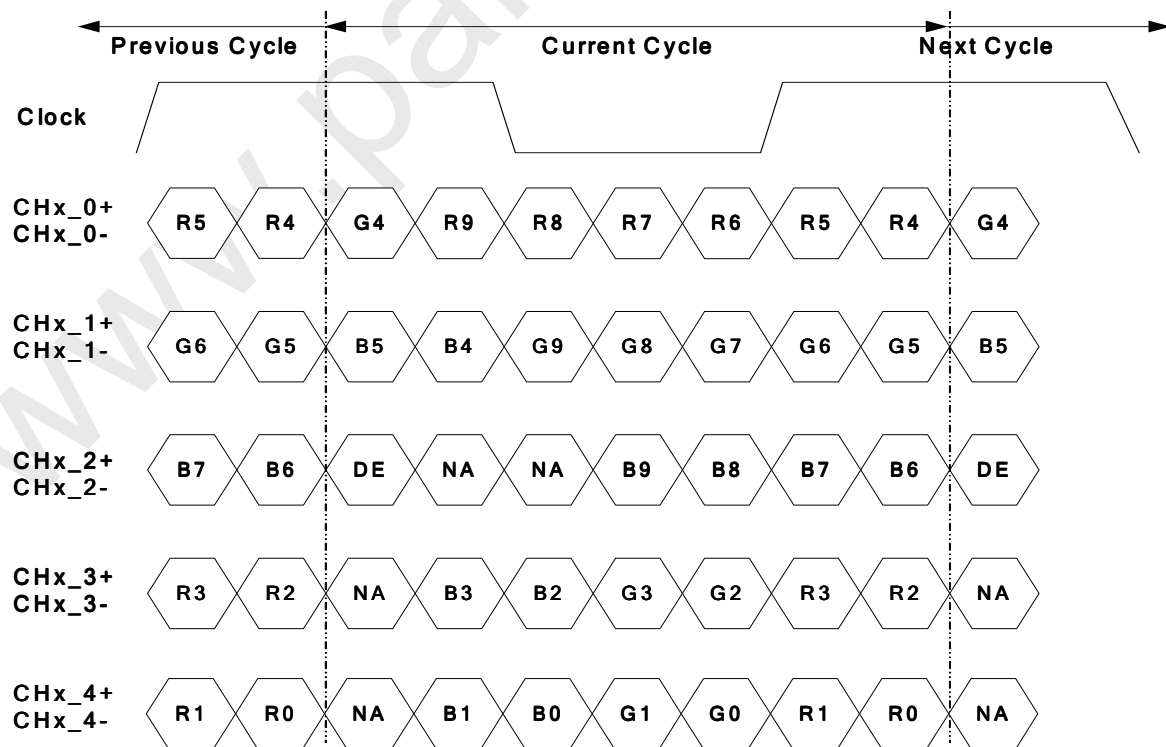 Previous Cycle Current Cycle Next Cycle
Clock
CHx_0+
CHx_0-
R5 R4 G4 R9 R8 R7 R6 R5 R4 G4
CHx_1+
CHx_1-
G6 G5 B5 B4 G9 G8 G7 G6 G5 B5
CHx_2+
CHx_2-
B7 B6 DE NA NA B9 B8 B7 B6 DE
CHx_3+
CHx_3-
R3 R2 NA B3 B2 G3 G2 R3 R2 NA
CHx_4+
CHx_4-
R1 R0 NA B1 B0 G1 G0 R1 R0 NA
www.pa